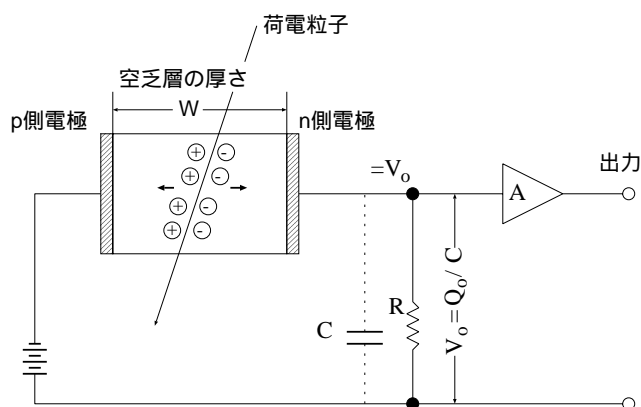 荷電粒子
空乏層の厚さ
W
p側電極
n側電極
+ -
+ -
+ -
+ -
=Vo
A
出力
C
R
Vo=Qo/ C